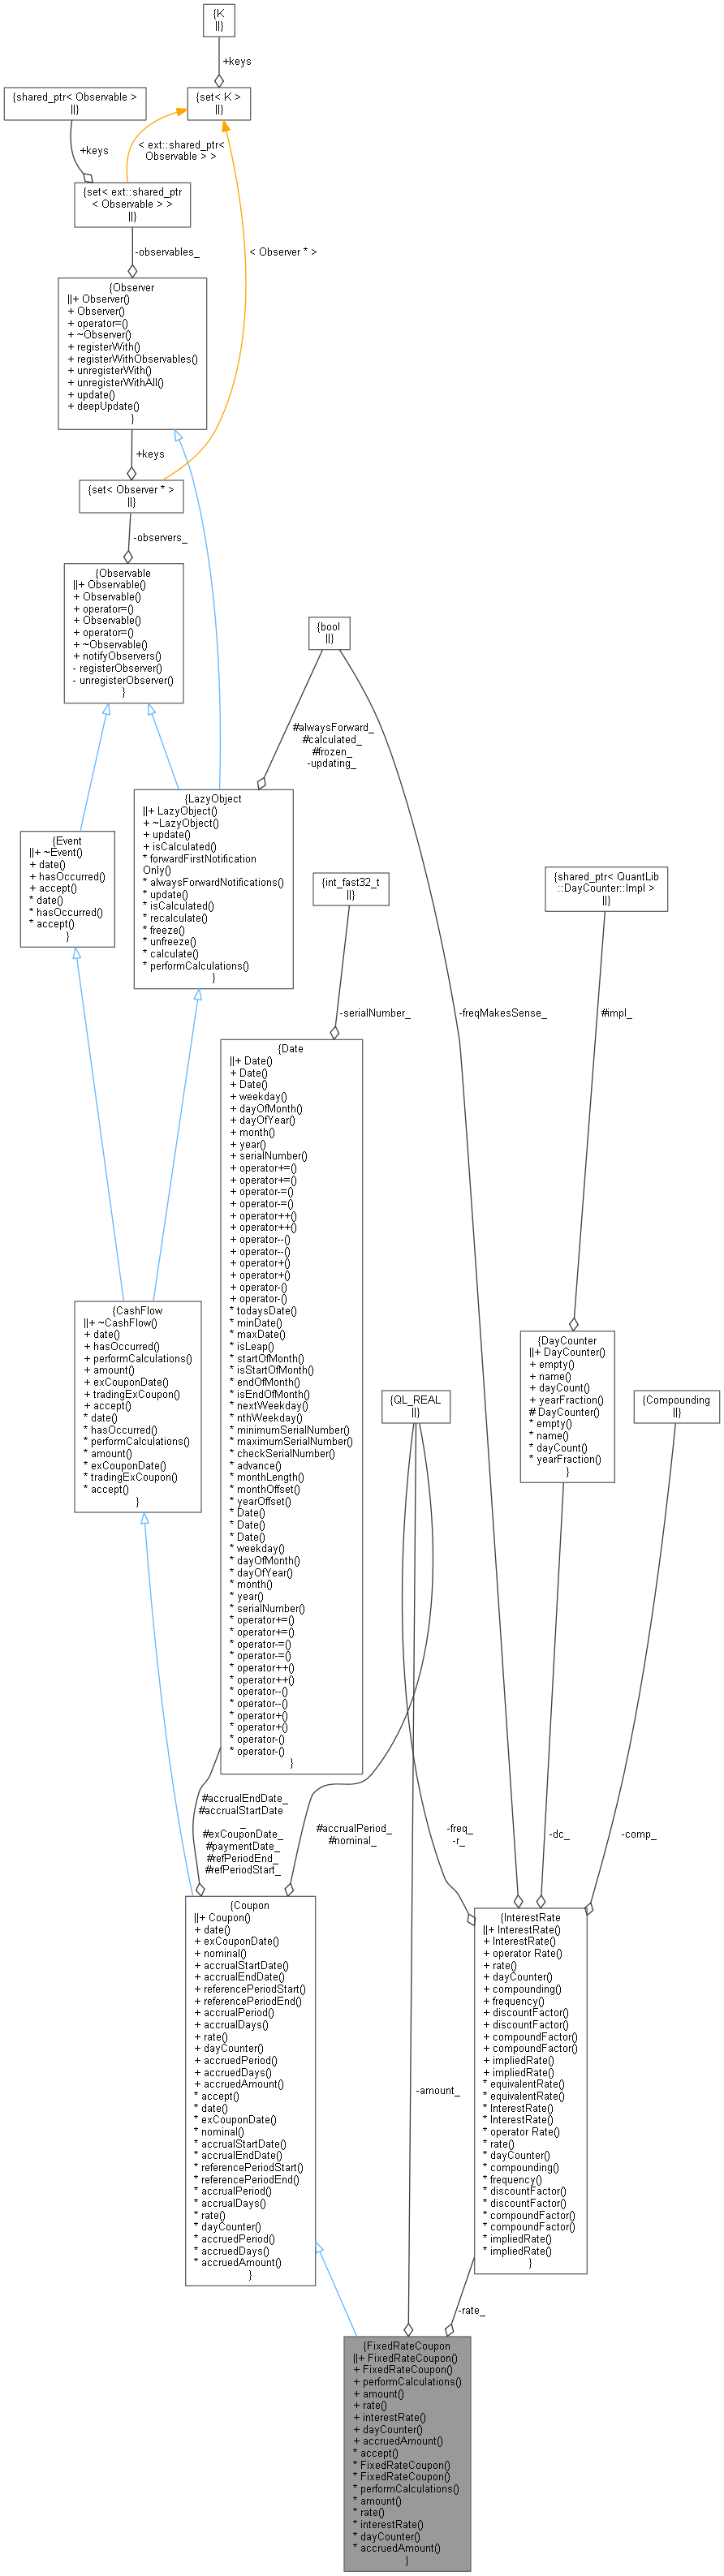 {K
||}
+keys
{shared_ptr< Observable >
||}
{set< K >
||}
+keys
< ext::shared_ptr<
Observable > >
{set< ext::shared_ptr
< Observable > >
||}
-observables_
< Observer * >
{Observer
||+ Observer()
+ Observer()
+ operator=()
+ ~Observer()
+ registerWith()
+ registerWithObservables()
+ unregisterWith()
+ unregisterWithAll()
+ update()
+ deepUpdate()
}
+keys
{set< Observer * >
||}
-observers_
{Observable
||+ Observable()
+ Observable()
+ operator=()
+ Observable()
+ operator=()
+ ~Observable()
+ notifyObservers()
- registerObserver()
- unregisterObserver()
}
{bool
||}
#alwaysForward_
#calculated_
#frozen_
-updating_
{LazyObject
||+ LazyObject()
+ ~LazyObject()
+ update()
+ isCalculated()
* forwardFirstNotification
Only()
* alwaysForwardNotifications()
* update()
* isCalculated()
* recalculate()
* freeze()
* unfreeze()
* calculate()
* performCalculations()
}
{Event
||+ ~Event()
+ date()
+ hasOccurred()
+ accept()
* date()
* hasOccurred()
* accept()
}
{int_fast32_t
||}
{shared_ptr< QuantLib
::DayCounter::Impl >
||}
-serialNumber_
-freqMakesSense_
#impl_
{Date
||+ Date()
+ Date()
+ Date()
+ weekday()
+ dayOfMonth()
+ dayOfYear()
+ month()
+ year()
+ serialNumber()
+ operator+=()
+ operator+=()
+ operator-=()
+ operator-=()
+ operator++()
+ operator++()
+ operator--()
+ operator--()
+ operator+()
+ operator+()
+ operator-()
+ operator-()
* todaysDate()
* minDate()
* maxDate()
* isLeap()
* startOfMonth()
* isStartOfMonth()
* endOfMonth()
* isEndOfMonth()
* nextWeekday()
* nthWeekday()
* minimumSerialNumber()
* maximumSerialNumber()
* checkSerialNumber()
* advance()
* monthLength()
* monthOffset()
* yearOffset()
* Date()
* Date()
* Date()
* weekday()
* dayOfMonth()
* dayOfYear()
* month()
* year()
* serialNumber()
* operator+=()
* operator+=()
* operator-=()
* operator-=()
* operator++()
* operator++()
* operator--()
* operator--()
* operator+()
* operator+()
* operator-()
* operator-()
}
{CashFlow
||+ ~CashFlow()
+ date()
+ hasOccurred()
+ performCalculations()
+ amount()
+ exCouponDate()
+ tradingExCoupon()
+ accept()
* date()
* hasOccurred()
* performCalculations()
* amount()
* exCouponDate()
* tradingExCoupon()
* accept()
}
{DayCounter
||+ DayCounter()
+ empty()
+ name()
+ dayCount()
+ yearFraction()
# DayCounter()
* empty()
* name()
* dayCount()
* yearFraction()
}
{QL_REAL
||}
{Compounding
||}
#accrualEndDate_
#accrualStartDate
_
#exCouponDate_
#paymentDate_
#refPeriodEnd_
#refPeriodStart_
#accrualPeriod_
#nominal_
-freq_
-r_
-dc_
-comp_
{Coupon
||+ Coupon()
+ date()
+ exCouponDate()
+ nominal()
+ accrualStartDate()
+ accrualEndDate()
+ referencePeriodStart()
+ referencePeriodEnd()
+ accrualPeriod()
+ accrualDays()
+ rate()
+ dayCounter()
+ accruedPeriod()
+ accruedDays()
+ accruedAmount()
* accept()
* date()
* exCouponDate()
* nominal()
* accrualStartDate()
* accrualEndDate()
* referencePeriodStart()
* referencePeriodEnd()
* accrualPeriod()
* accrualDays()
* rate()
* dayCounter()
* accruedPeriod()
* accruedDays()
* accruedAmount()
}
{InterestRate
||+ InterestRate()
+ InterestRate()
+ operator Rate()
+ rate()
+ dayCounter()
+ compounding()
+ frequency()
+ discountFactor()
+ discountFactor()
+ compoundFactor()
+ compoundFactor()
+ impliedRate()
+ impliedRate()
* equivalentRate()
* equivalentRate()
* InterestRate()
* InterestRate()
* operator Rate()
* rate()
* dayCounter()
* compounding()
* frequency()
* discountFactor()
* discountFactor()
* compoundFactor()
* compoundFactor()
* impliedRate()
* impliedRate()
}
-amount_
-rate_
{FixedRateCoupon
||+ FixedRateCoupon()
+ FixedRateCoupon()
+ performCalculations()
+ amount()
+ rate()
+ interestRate()
+ dayCounter()
+ accruedAmount()
* accept()
* FixedRateCoupon()
* FixedRateCoupon()
* performCalculations()
* amount()
* rate()
* interestRate()
* dayCounter()
* accruedAmount()
}